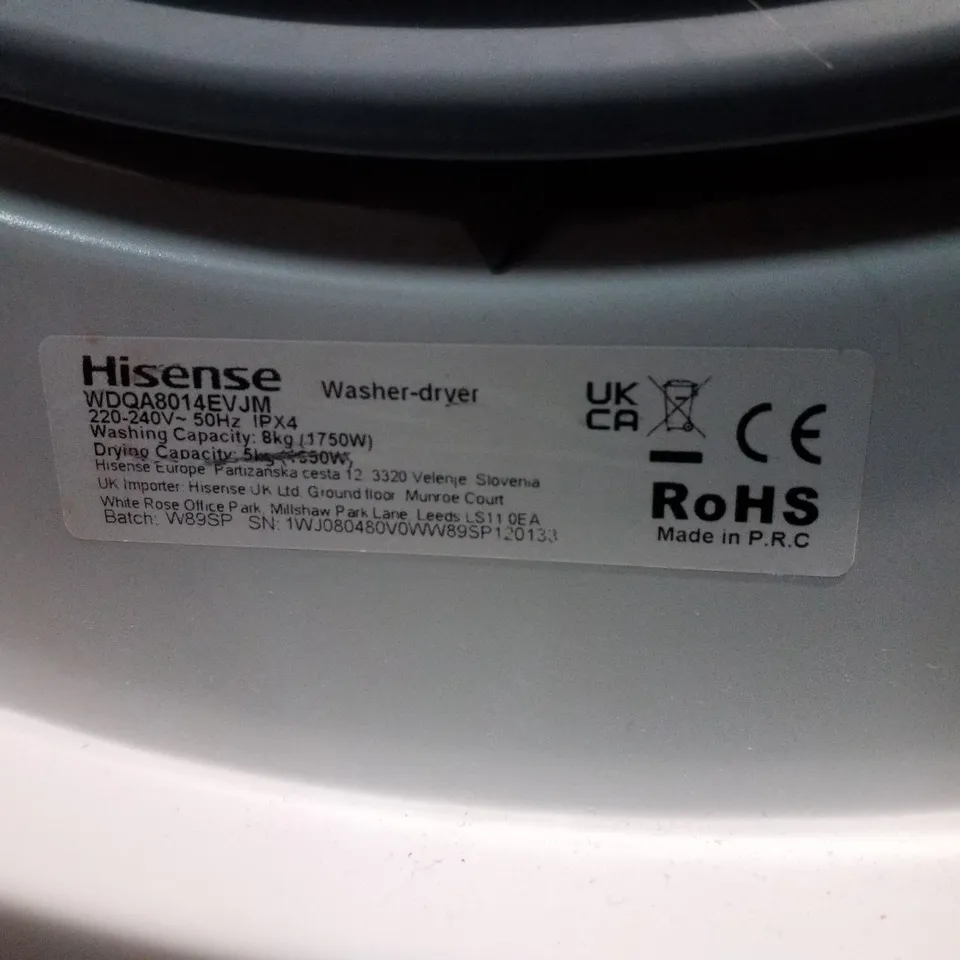 Hisense
Washer-dryer
WDQA8014EVJM
220-240V~ 50Hz IPX4
Washing Capacity: 8kg (1750W)
Drying Capacity: 5kg
Hisense Europe Partizanska cesta 12 3320 Velenje Slovenia
UK Importer: Hisense UK Ltd. Ground floor Munroe Court
White Rose Office Park, Millshaw Park Lane, Leeds LS11 0EA
Batch: W89SP SN: 1WJ080480V0WW89SP120133
UK
CA
CE
RoHS
Made in P.R.C